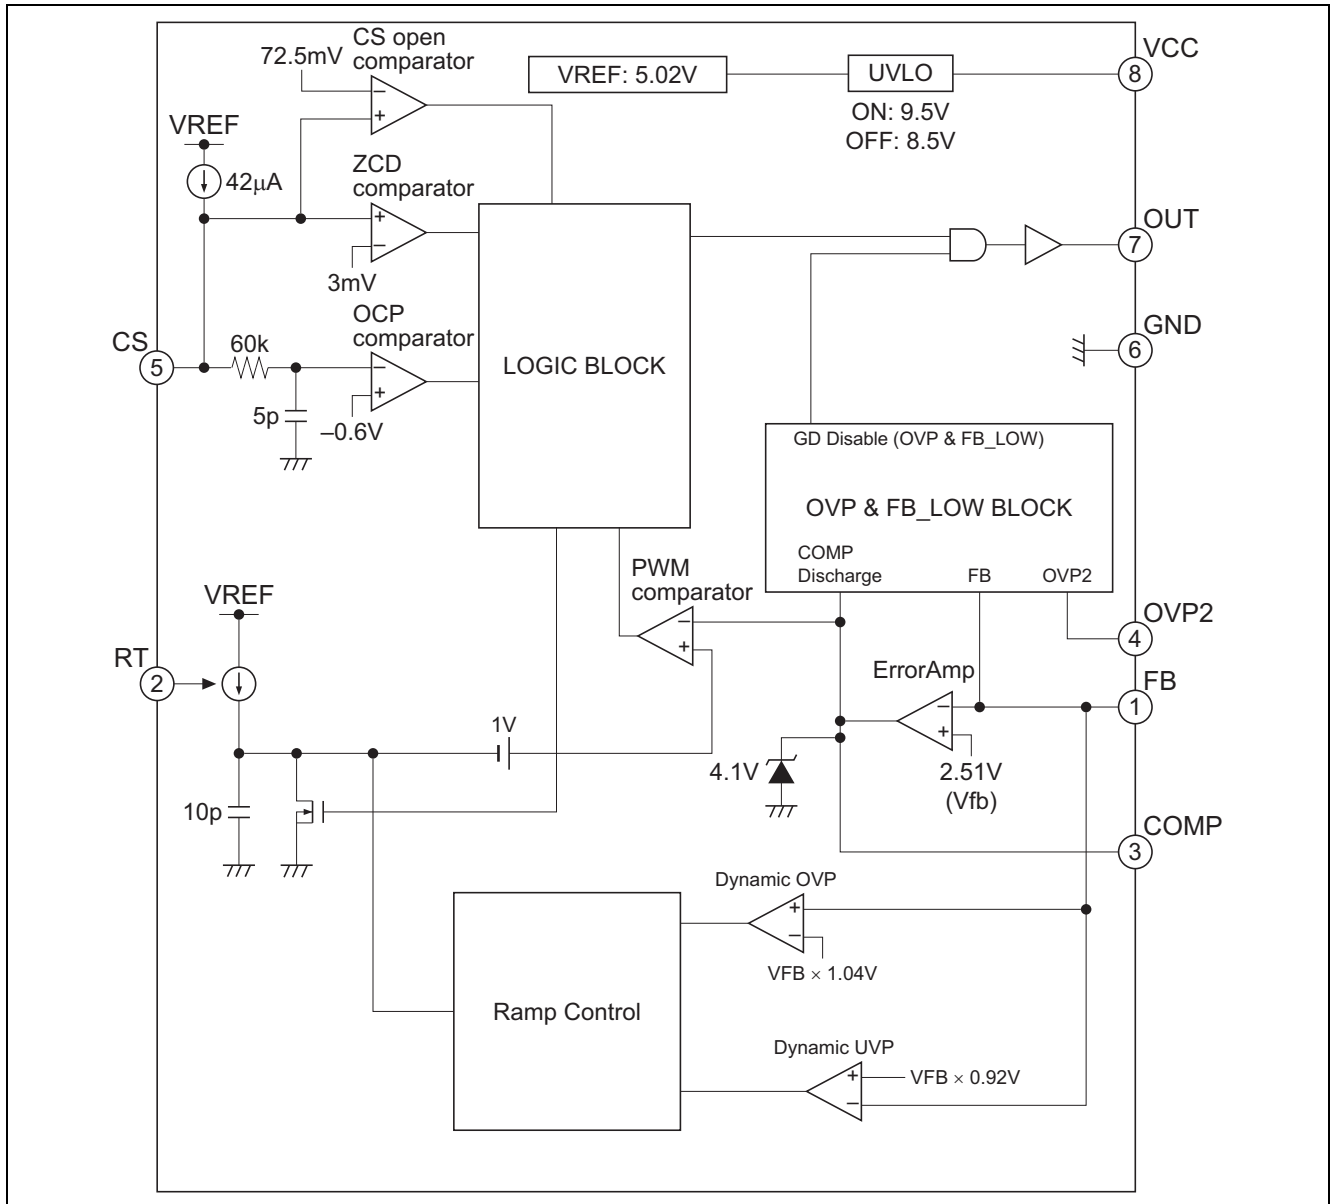 CS open
comparator
72.5mV
VREF: 5.02V
UVLO
VCC
8
ON: 9.5V
OFF: 8.5V
VREF
42μA
ZCD
comparator
3mV
OUT
7
OCP
comparator
CS
5
60k
5p
–0.6V
LOGIC BLOCK
GND
6
GD Disable (OVP & FB_LOW)
OVP & FB_LOW BLOCK
COMP
Discharge
FB
OVP2
PWM
comparator
OVP2
4
VREF
RT
2
ErrorAmp
FB
1
1V
4.1V
2.51V
(Vfb)
10p
COMP
3
Dynamic OVP
VFB × 1.04V
Ramp Control
Dynamic UVP
VFB × 0.92V